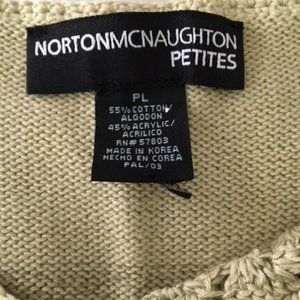 NORTONMCNAUGHTON
PETITES
PL
55% COTTON/
ALGODON
45% ACRYLIC/
ACRILICO
RN# 57803
MADE IN KOREA
HECHO EN COREA
PAL/03